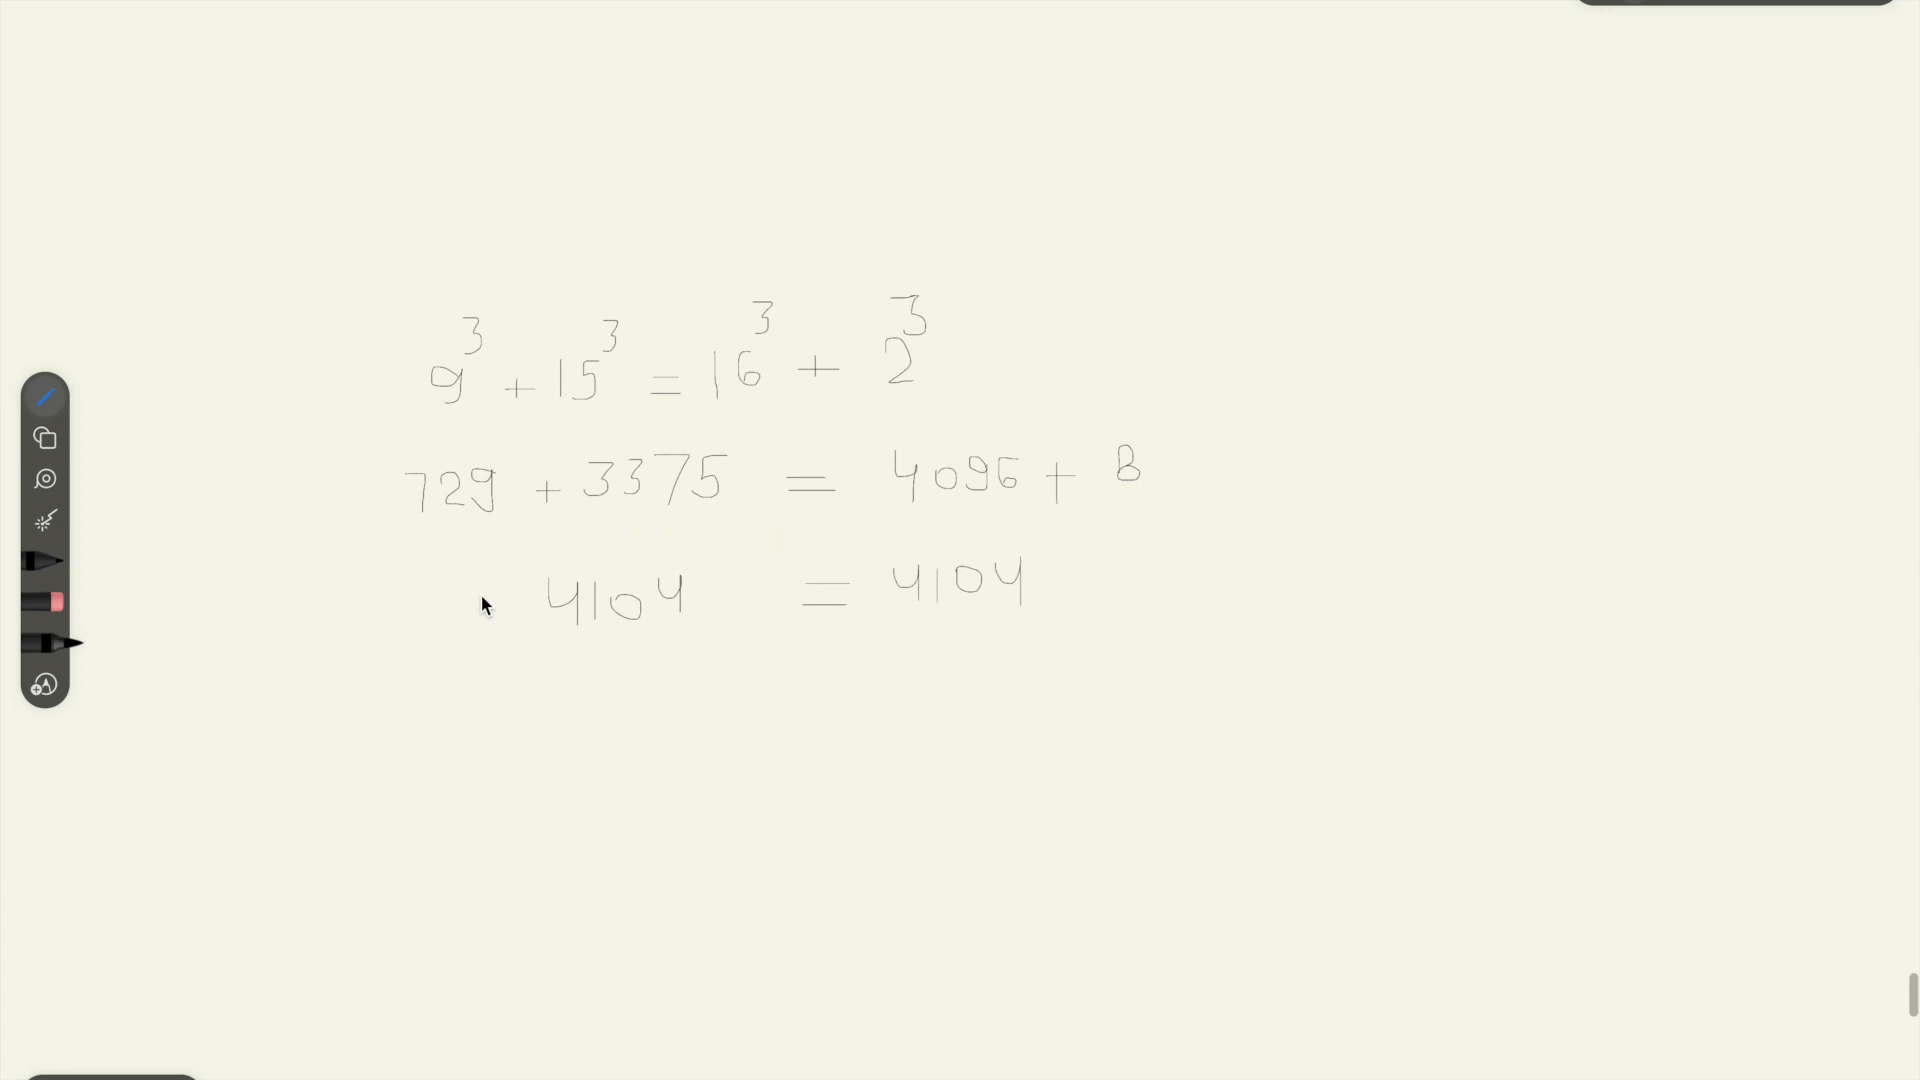 9³ + 15³ = 16³ + 2³
729 + 3375 = 4096 + 8
4104 = 4104